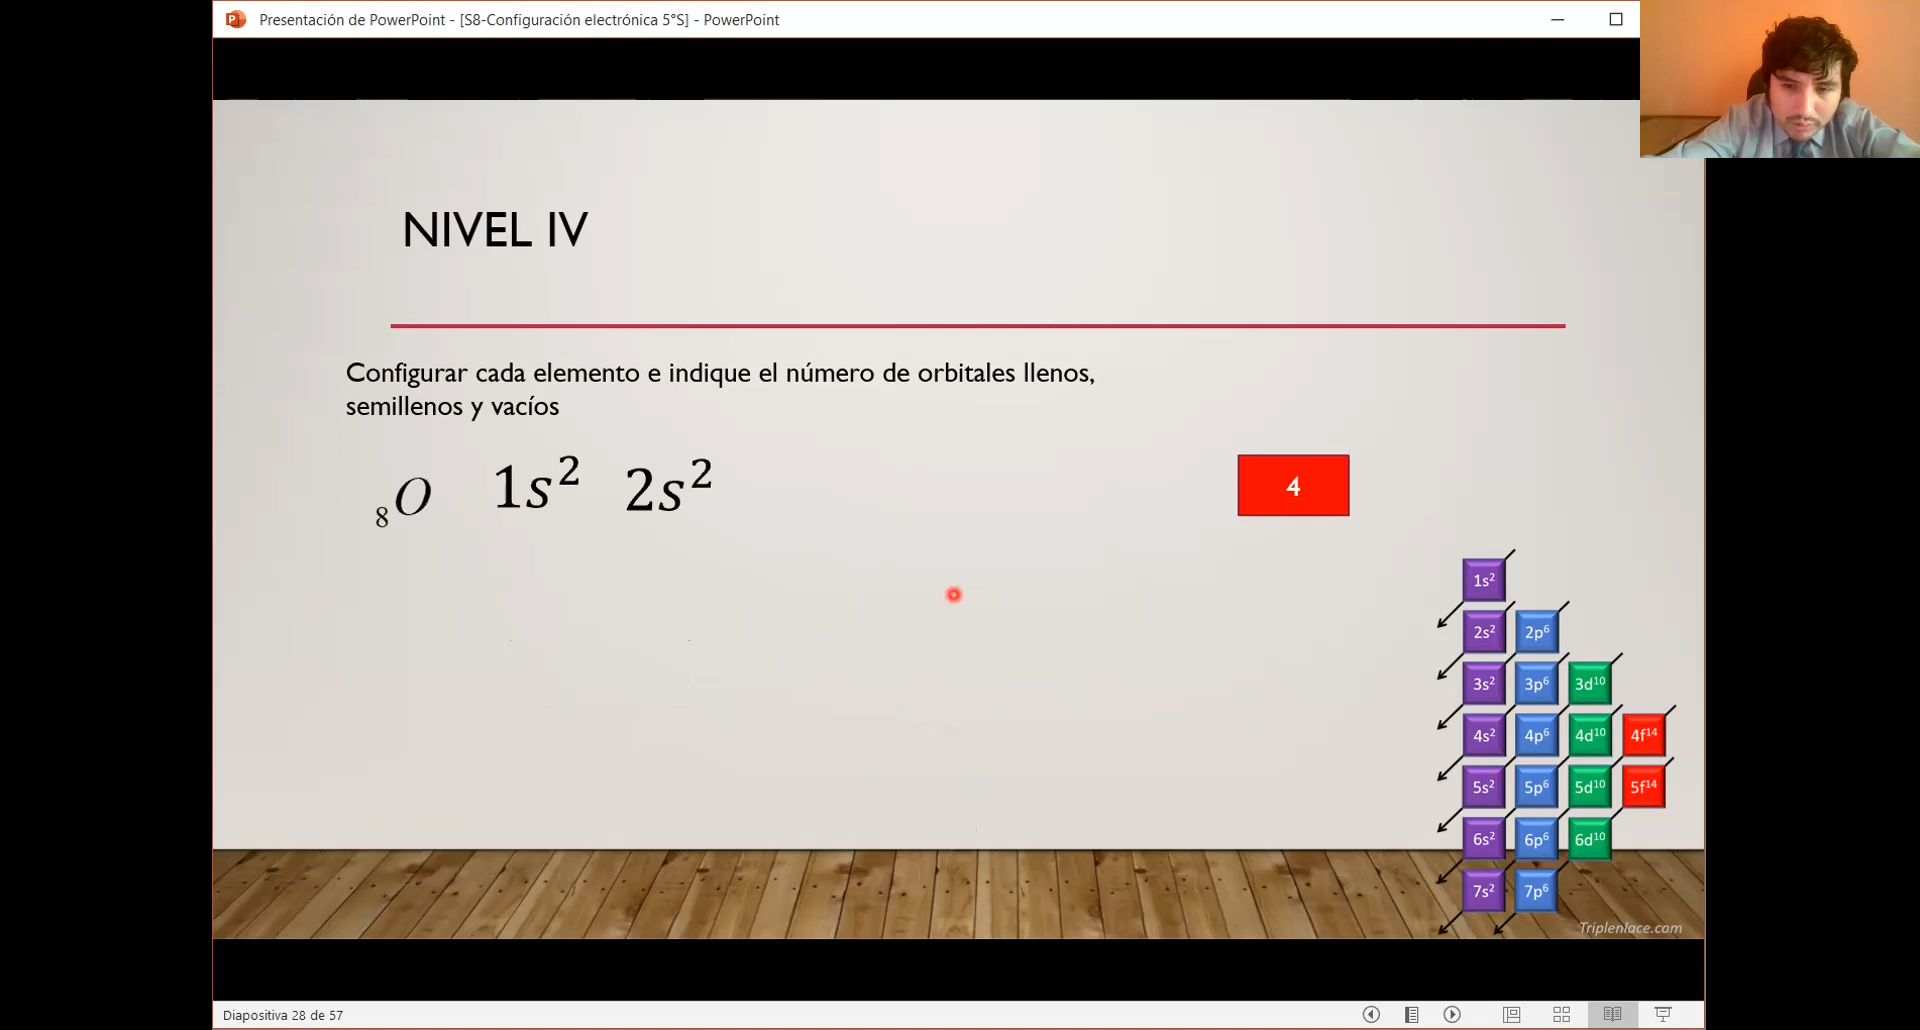 Presentación de PowerPoint - [S8-Configuración electrónica 5°S] - PowerPoint
NIVEL IV
Configurar cada elemento e indique el número de orbitales llenos,
semillenos y vacíos
₈O 1s² 2s²
4
1s²
2s² 2p⁶
3s² 3p⁶ 3d¹⁰
4s² 4p⁶ 4d¹⁰ 4f¹⁴
5s² 5p⁶ 5d¹⁰ 5f¹⁴
6s² 6p⁶ 6d¹⁰
7s² 7p⁶
Triplenlace.com
Diapositiva 28 de 57